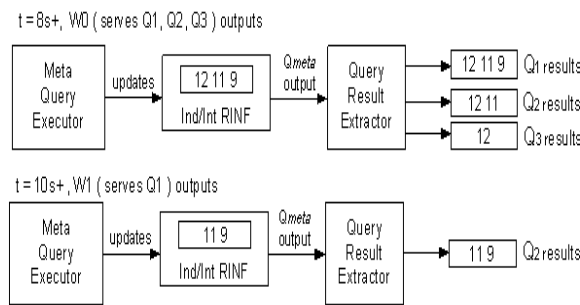 t = 8s+, W0 ( serves Q1, Q2, Q3 ) outputs
Meta
Query
Executor
updates
12 11 9
Ind/Int RINF
Qmeta
output
Query
Result
Extractor
12 11 9
Q1 results
12 11
Q2 results
12
Q3 results
t = 10s+, W1 ( serves Q1 ) outputs
Meta
Query
Executor
updates
11 9
Ind/Int RINF
Qmeta
output
Query
Result
Extractor
11 9
Q2 results